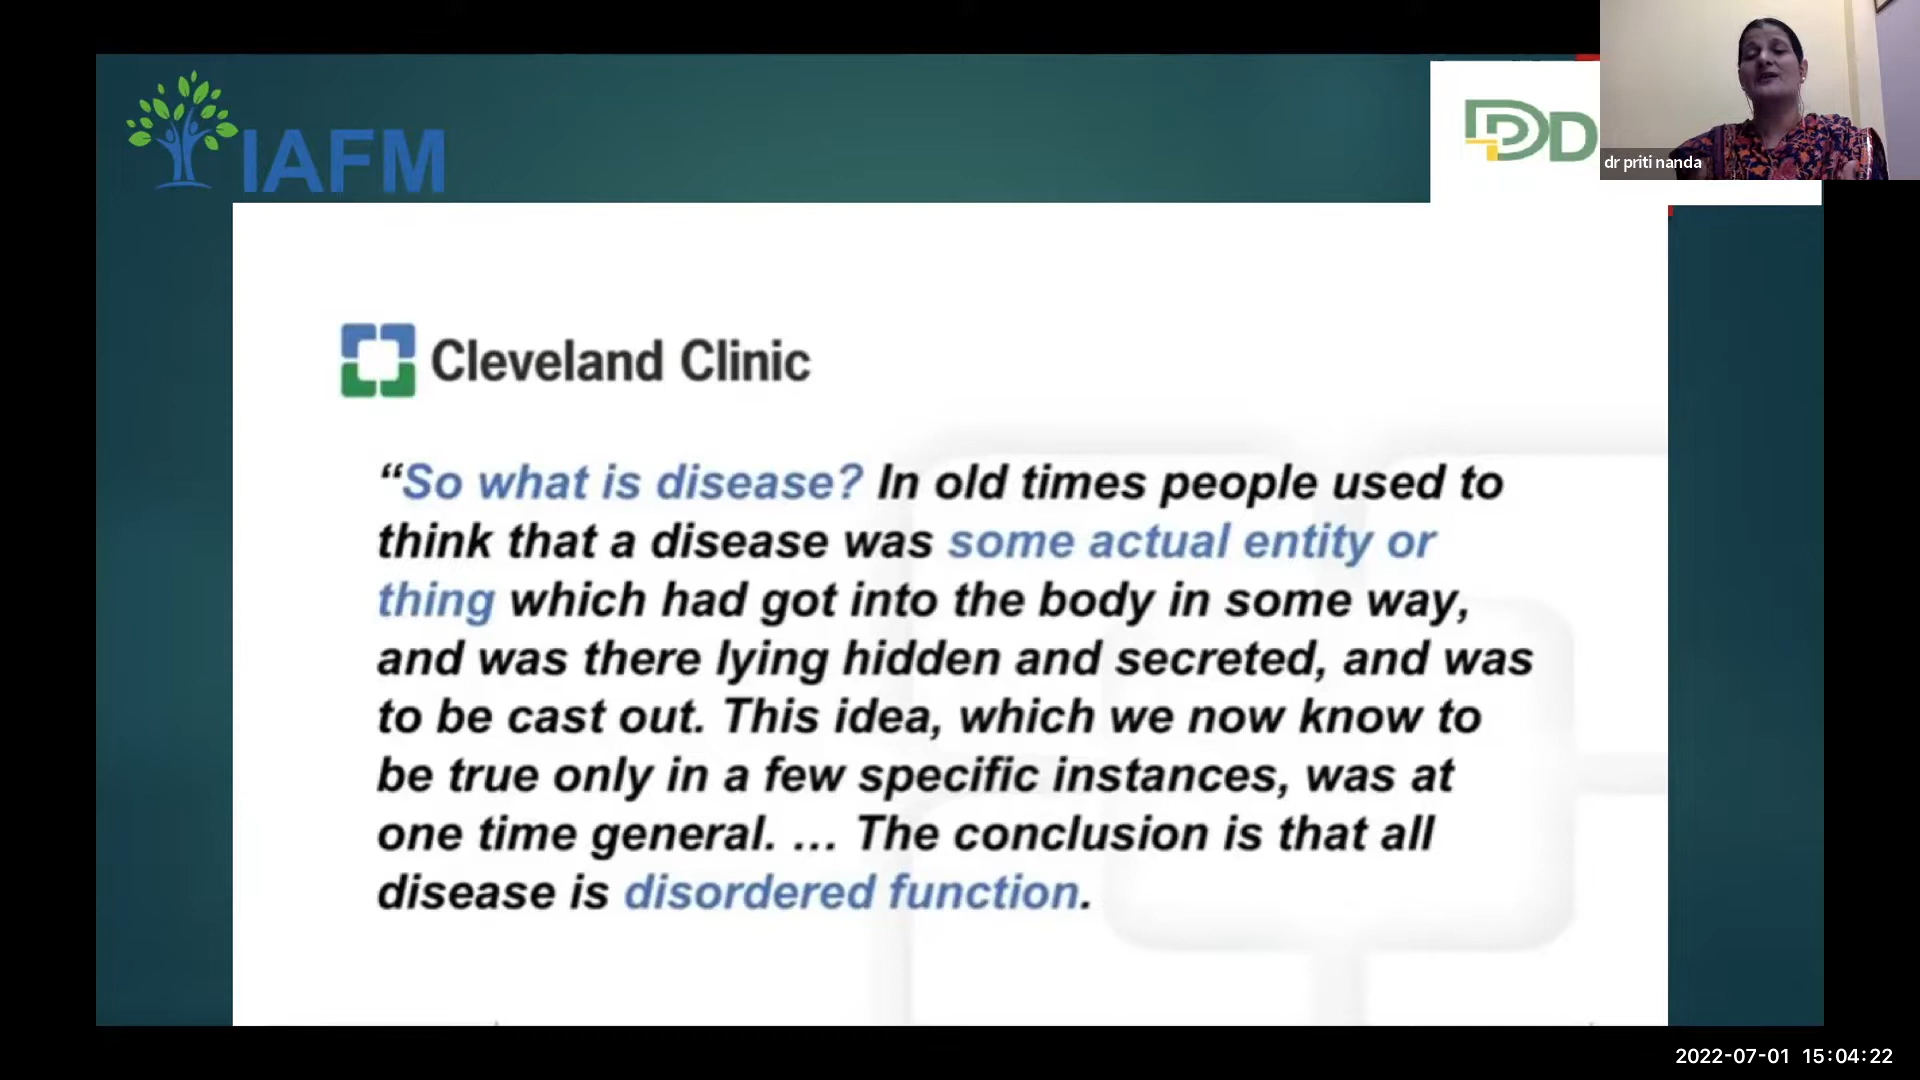 IAFM
dr priti nanda
Cleveland Clinic
“So what is disease? In old times people used to
think that a disease was some actual entity or
thing which had got into the body in some way,
and was there lying hidden and secreted, and was
to be cast out. This idea, which we now know to
be true only in a few specific instances, was at
one time general. ... The conclusion is that all
disease is disordered function.
2022-07-01 15:04:22